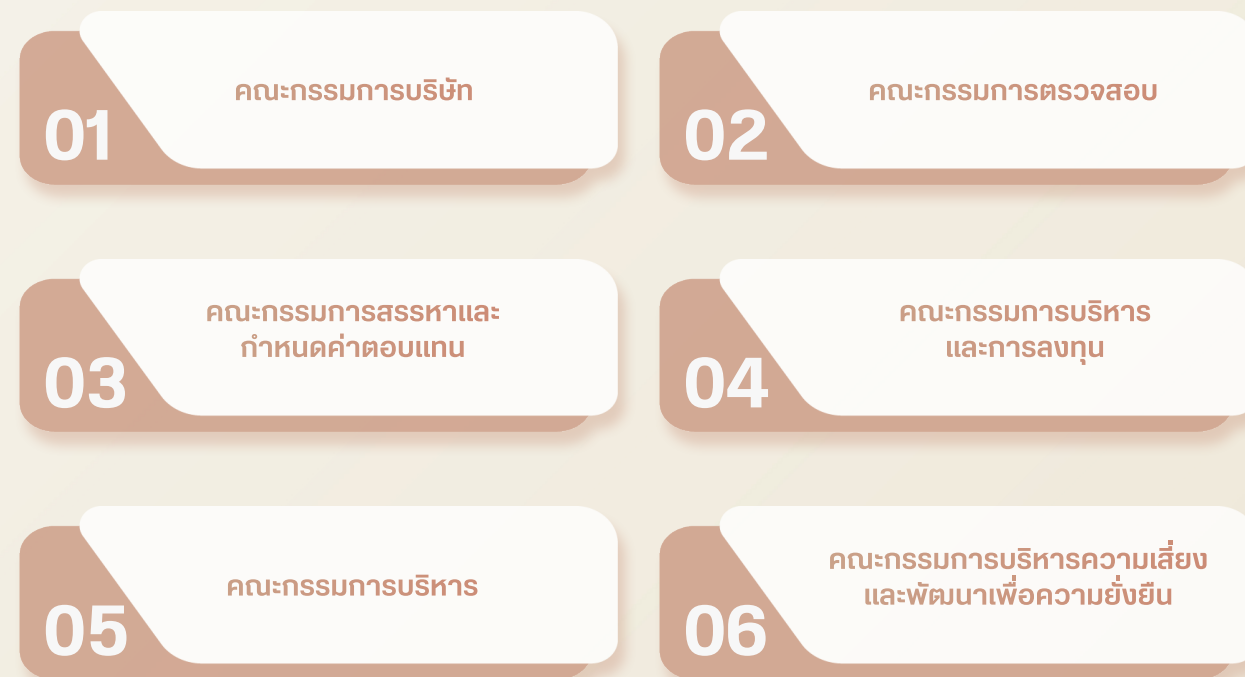 01
คณะกรรมการบริษัท
02
คณะกรรมการตรวจสอบ
03
คณะกรรมการสรรหาและ
กำหนดค่าตอบแทน
04
คณะกรรมการบริหาร
และการลงทุน
05
คณะกรรมการบริหาร
06
คณะกรรมการบริหารความเสี่ยง
และพัฒนาเพื่อความยั่งยืน